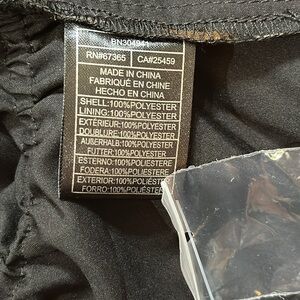 BN304941
RN#67365 CA#25459
MADE IN CHINA
FABRIQUÉ EN CHINE
HECHO EN CHINA
SHELL:100%POLYESTER
LINING:100%POLYESTER
EXTÉRIEUR:100%POLYESTER
DOUBLURE:100%POLYESTER
AUßERHALB:100%POLYESTER
FUTTER:100%POLYESTER
ESTERNO:100%POLIESTERE
FODERA:100%POLIESTERE
EXTERIOR:100%POLIÉSTER
FORRO:100%POLIÉSTER